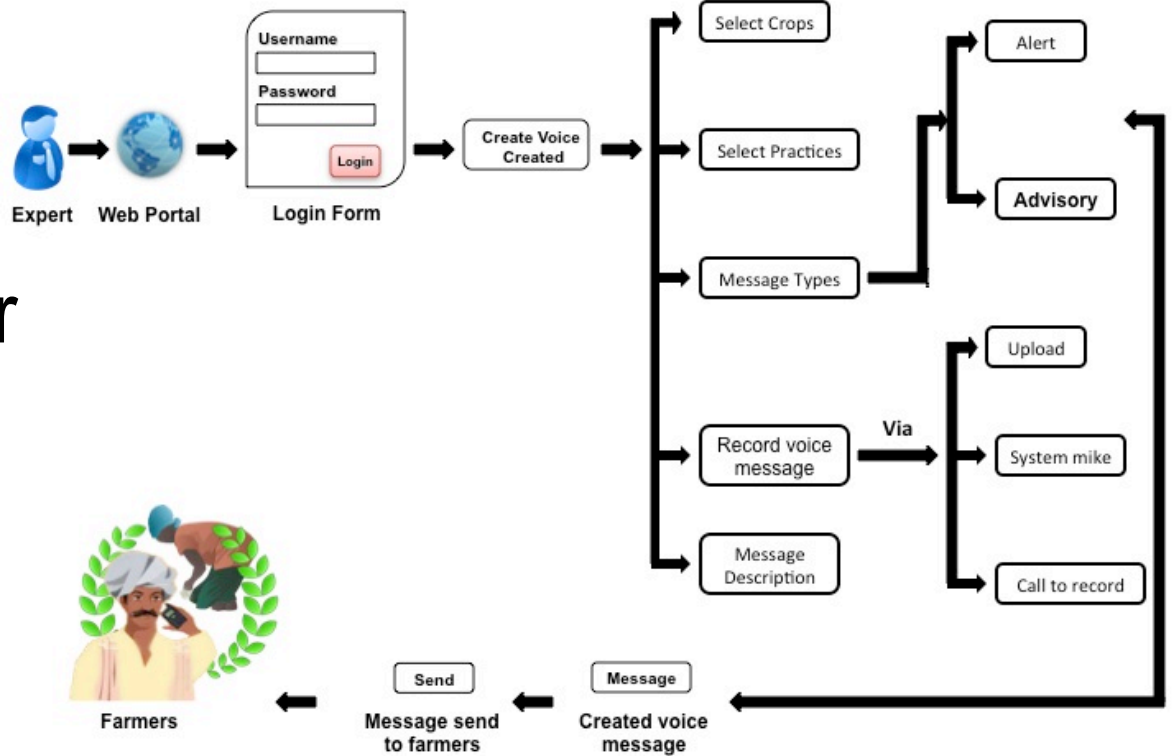 Username
Password
Login
Expert
Web Portal
Login Form
Create Voice
Created
Select Crops
Select Practices
Message Types
Alert
Advisory
Record voice
message
Via
Upload
System mike
Call to record
Message
Description
r
Message
Created voice
message
Send
Message send
to farmers
Farmers